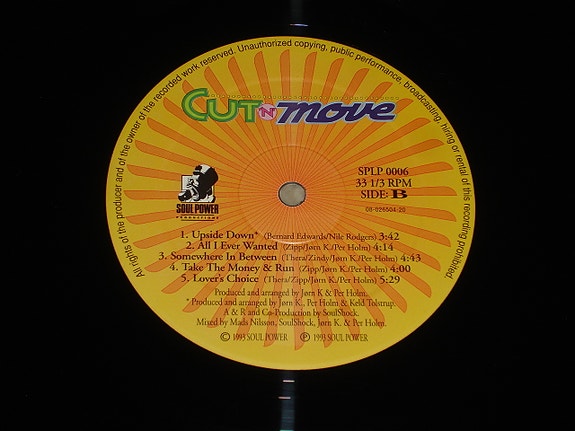 All rights of the producer and of the owner of the recorded work reserved. Unauthorized copying, public performance, broadcasting, hiring or rental of this recording prohibited.
CUT 'N' move
SPLP 0006
33 1/3 RPM
SIDE: B
08-026504-20
SOUL POWER
PRODUCTIONS
1. Upside Down* (Bernard Edwards/Nile Rodgers) 3:42
2. All I Ever Wanted (Zipp/Jørn K./Per Holm) 4:14
3. Somewhere In Between (Thera/Zindy/Jørn K./Per Holm) 4:43
4. Take The Money & Run (Zipp/Jørn K./Per Holm) 4:00
5. Lover's Choice (Thera/Zipp/Jørn K./Per Holm) 5:29
Produced and arranged by Jørn K & Per Holm.
* Produced and arranged by Jørn K., Per Holm & Keld Tolstrup.
A & R and Co-Production by SoulShock.
Mixed by Mads Nilsson, SoulShock, Jørn K. & Per Holm.
© 1993 SOUL POWER ℗ 1993 SOUL POWER